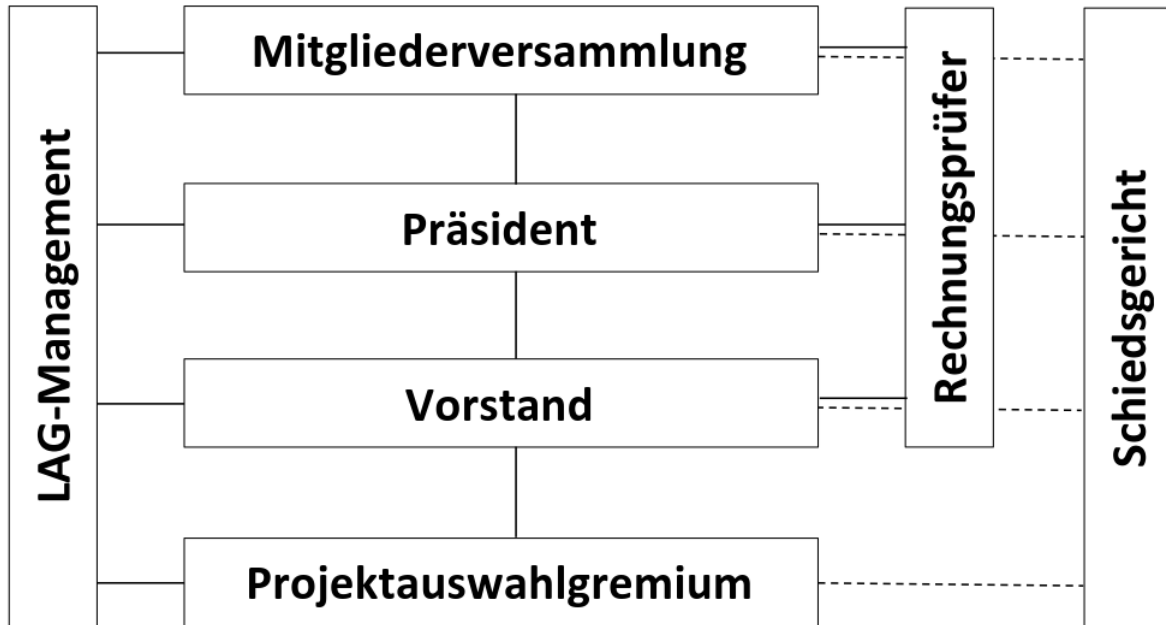 LAG-Management
Mitgliederversammlung
Präsident
Vorstand
Projektauswahlgremium
Rechnungsprüfer
Schiedsgericht